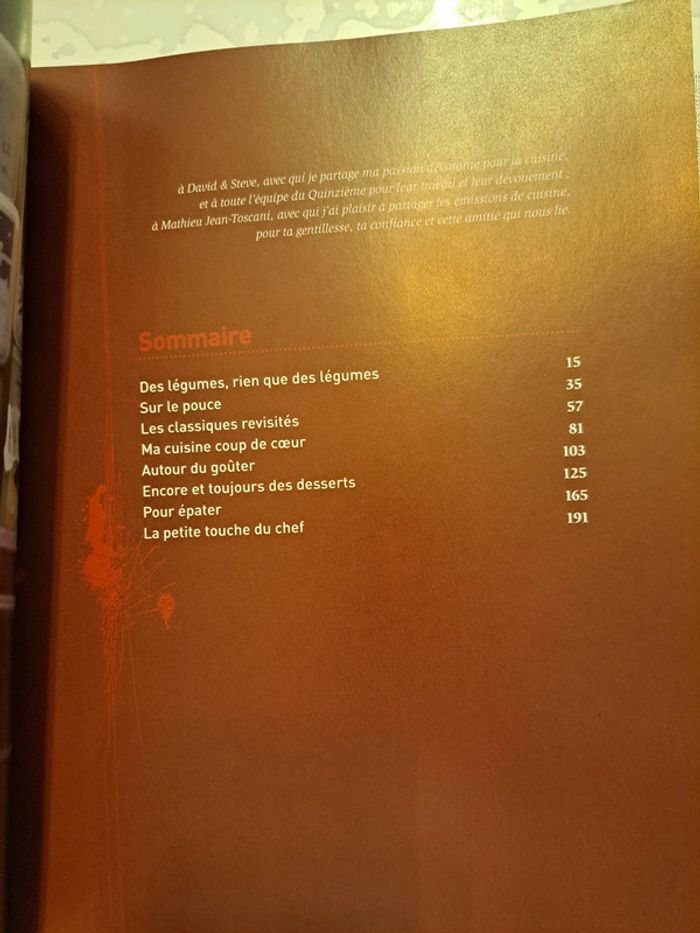 à David & Steve, avec qui je partage ma passion dévorante pour la cuisine,
et à toute l'équipe du Quinzième pour leur travail et leur dévouement ;
à Mathieu Jean-Toscani, avec qui j'ai plaisir à partager les émissions de cuisine,
pour ta gentillesse, ta confiance et cette amitié qui nous lie.
Sommaire
Des légumes, rien que des légumes 15
Sur le pouce 35
Les classiques revisités 57
Ma cuisine coup de cœur 81
Autour du goûter 103
Encore et toujours des desserts 125
Pour épater 165
La petite touche du chef 191